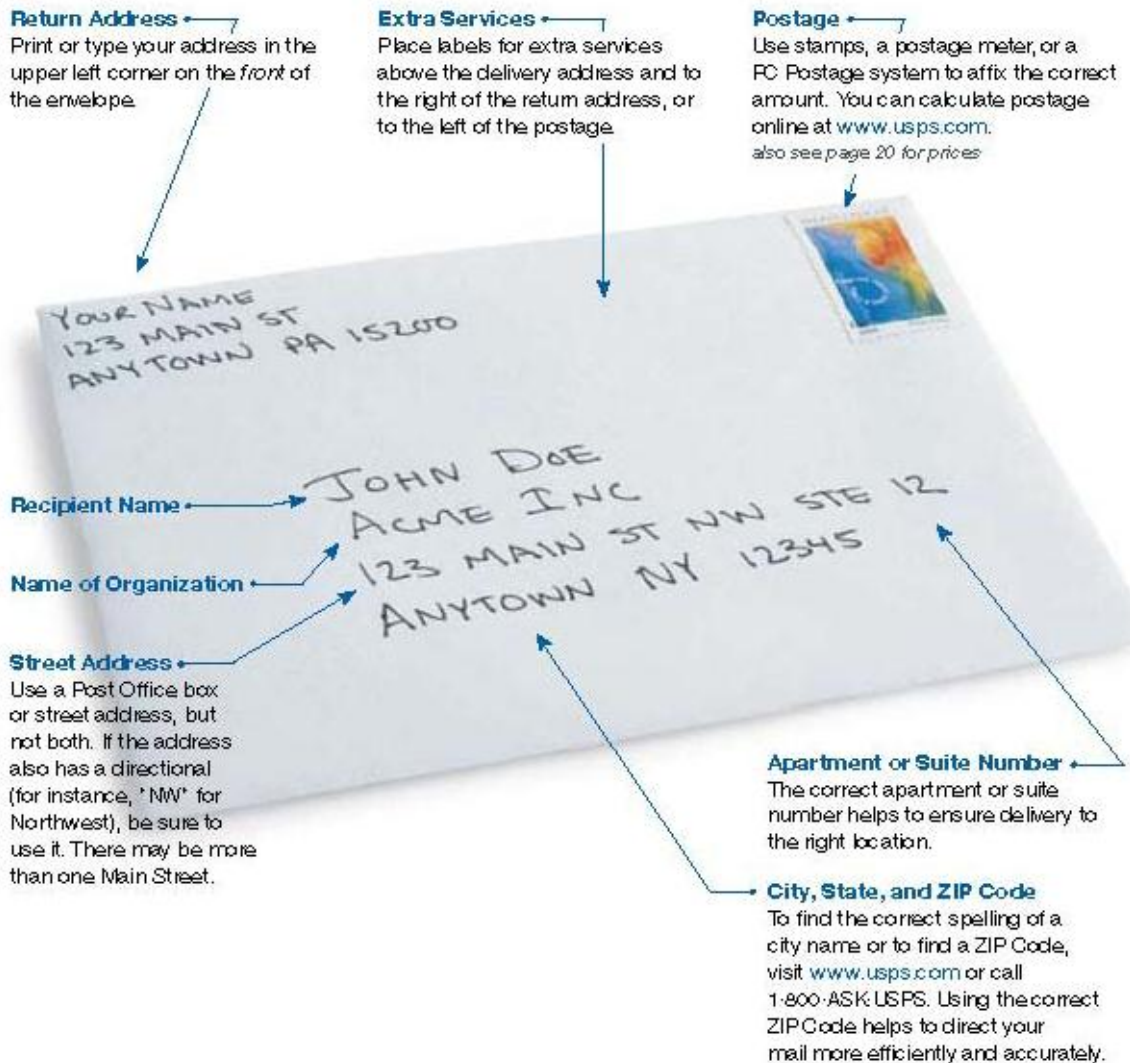 Return Address
Print or type your address in the
upper left corner on the front of
the envelope.
Extra Services
Place labels for extra services
above the delivery address and to
the right of the return address, or
to the left of the postage.
Postage
Use stamps, a postage meter, or a
PC Postage system to affix the correct
amount. You can calculate postage
online at www.usps.com.
also see page 20 for prices
YOUR NAME
123 MAIN ST
ANYTOWN PA 15200
JOHN DOE
ACME INC
123 MAIN ST NW STE 12
ANYTOWN NY 12345
Recipient Name
Name of Organization
Street Address
Use a Post Office box
or street address, but
not both. If the address
also has a directional
(for instance, "NW" for
Northwest), be sure to
use it. There may be more
than one Main Street.
Apartment or Suite Number
The correct apartment or suite
number helps to ensure delivery to
the right location.
City, State, and ZIP Code
To find the correct spelling of a
city name or to find a ZIP Code,
visit www.usps.com or call
1-800-ASK-USPS. Using the correct
ZIP Code helps to direct your
mail more efficiently and accurately.